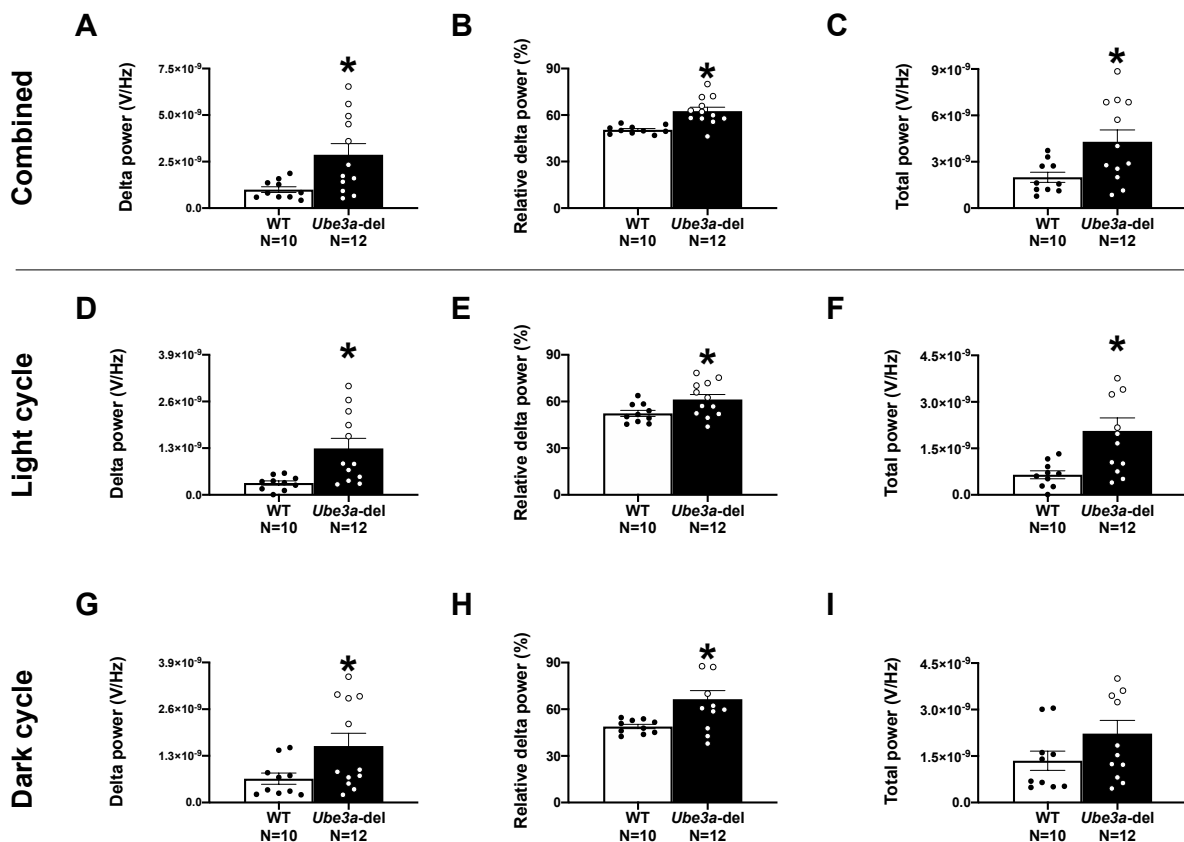 Combined
A
Delta power (V/Hz)
7.5×10⁻⁹
5.0×10⁻⁹
2.5×10⁻⁹
0.0
*
WT Ube3a-del
N=10 N=12
B
Relative delta power (%)
90
60
30
0
*
WT Ube3a-del
N=10 N=12
C
Total power (V/Hz)
9×10⁻⁹
6×10⁻⁹
3×10⁻⁹
0
*
WT Ube3a-del
N=10 N=12
Light cycle
D
Delta power (V/Hz)
3.9×10⁻⁹
2.6×10⁻⁹
1.3×10⁻⁹
0.0
*
WT Ube3a-del
N=10 N=12
E
Relative delta power (%)
90
60
30
0
*
WT Ube3a-del
N=10 N=12
F
Total power (V/Hz)
4.5×10⁻⁹
3.0×10⁻⁹
1.5×10⁻⁹
0.0
*
WT Ube3a-del
N=10 N=12
Dark cycle
G
Delta power (V/Hz)
3.9×10⁻⁹
2.6×10⁻⁹
1.3×10⁻⁹
0.0
*
WT Ube3a-del
N=10 N=12
H
Relative delta power (%)
90
60
30
0
*
WT Ube3a-del
N=10 N=12
I
Total power (V/Hz)
4.5×10⁻⁹
3.0×10⁻⁹
1.5×10⁻⁹
0.0
WT Ube3a-del
N=10 N=12